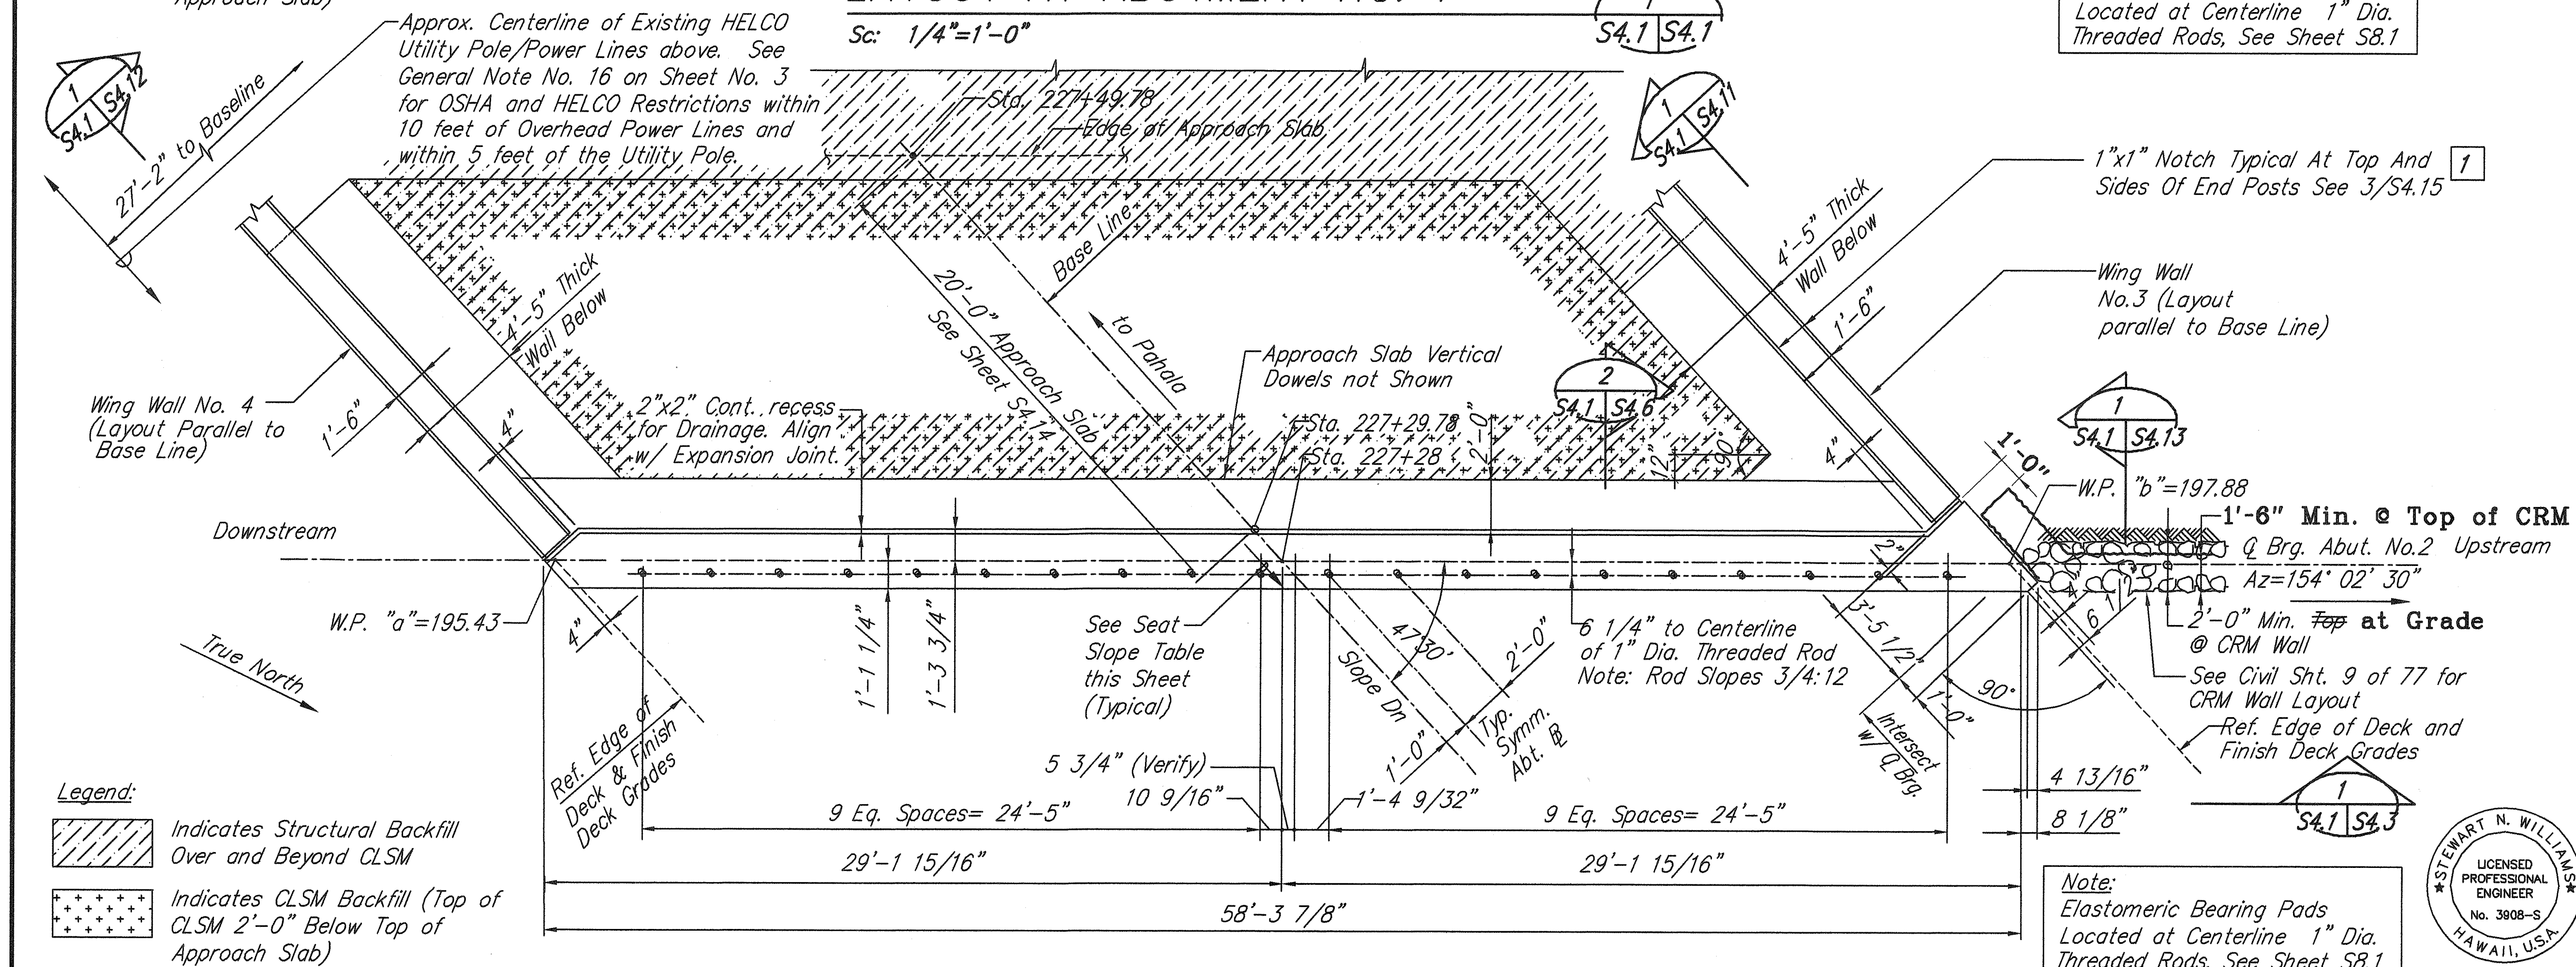 Approach Slab)
Sc: 1/4"=1'-0"
S4.1 S4.1
Located at Centerline 1" Dia.
Threaded Rods, See Sheet S8.1
Approx. Centerline of Existing HELCO
Utility Pole/Power Lines above. See
General Note No. 16 on Sheet No. 3
for OSHA and HELCO Restrictions within
10 feet of Overhead Power Lines and
within 5 feet of the Utility Pole.
1
S4.1 S4.12
27'-2" to Baseline
Sta. 227+49.78
Edge of Approach Slab
1
S4.1 S4.11
1"x1" Notch Typical At Top And
Sides Of End Posts See 3/S4.15
1
4'-5" Thick
Wall Below
Base Line
to Pahala
20'-0" Approach Slab
See Sheet S4.14
4'-5" Thick
Wall Below
1'-6"
Wing Wall
No.3 (Layout
parallel to Base Line)
Approach Slab Vertical
Dowels not Shown
2
S4.1 S4.6
Wing Wall No. 4
(Layout Parallel to
Base Line)
1'-6"
4"
2"x2" Cont. recess
for Drainage. Align
w/ Expansion Joint.
Sta. 227+29.78
Sta. 227+28
2'-0"
12"
90°
4"
1
S4.1 S4.13
1'-0"
W.P. "b"=197.88
1'-6" Min. @ Top of CRM
℄ Brg. Abut. No.2 Upstream
Az=154° 02' 30"
2'-0" Min. Top at Grade
@ CRM Wall
See Civil Sht. 9 of 77 for
CRM Wall Layout
Ref. Edge of Deck and
Finish Deck Grades
Downstream
W.P. "a"=195.43
True North
4"
1'-1 1/4"
1'-3 3/4"
See Seat
Slope Table
this Sheet
(Typical)
47°30'
Slope Dn
2'-0"
1'-0"
Typ.
Symm.
Abt. ℞
6 1/4" to Centerline
of 1" Dia. Threaded Rod
Note: Rod Slopes 3/4:12
2"
3'-5 1/2"
1'-0"
90°
Intersect
w/ ℄ Brg.
6
1
Ref. Edge of
Deck & Finish
Deck Grades
5 3/4" (Verify)
10 9/16"
1'-4 9/32"
9 Eq. Spaces= 24'-5"
9 Eq. Spaces= 24'-5"
4 13/16"
8 1/8"
1
S4.1 S4.3
29'-1 15/16"
29'-1 15/16"
58'-3 7/8"
Legend:
Indicates Structural Backfill
Over and Beyond CLSM
Indicates CLSM Backfill (Top of
CLSM 2'-0" Below Top of
Approach Slab)
Note:
Elastomeric Bearing Pads
Located at Centerline 1" Dia.
Threaded Rods, See Sheet S8.1
STEWART N. WILLIAMS
LICENSED
PROFESSIONAL
ENGINEER
No. 3908-S
HAWAII, U.S.A.